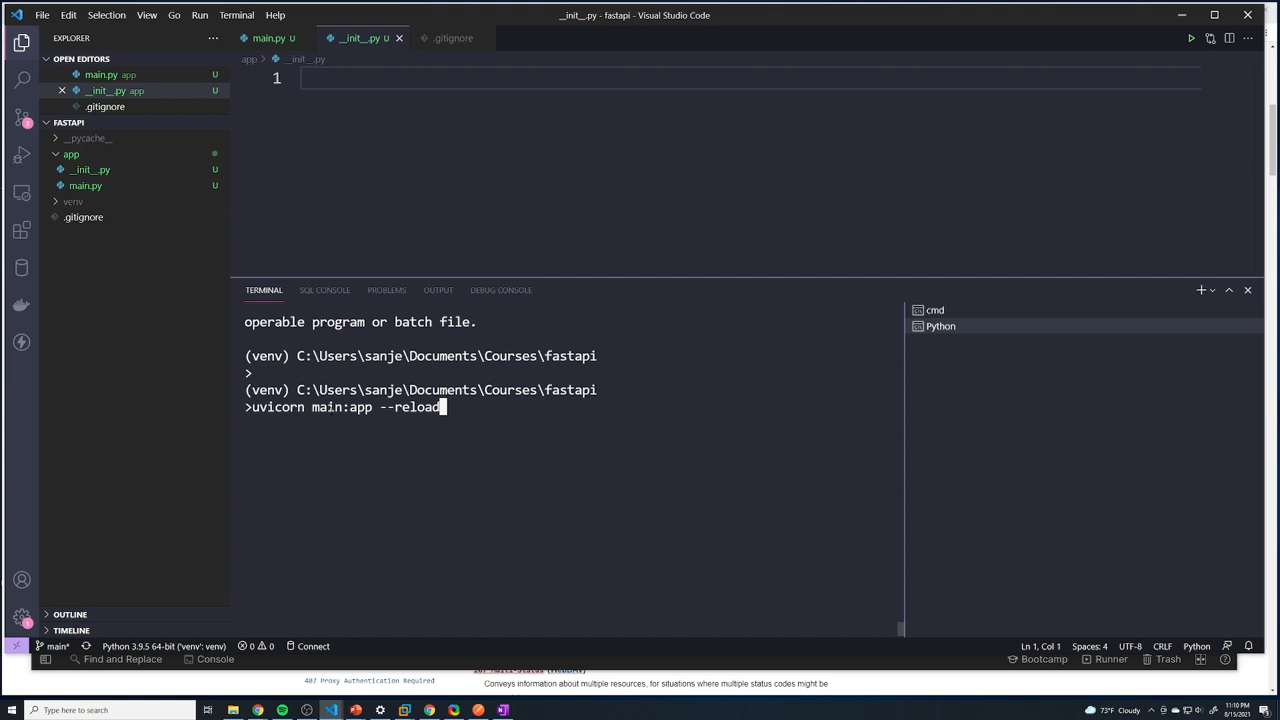 File Edit Selection View Go Run Terminal Help
__init__.py - fastapi - Visual Studio Code
EXPLORER
OPEN EDITORS
main.py app U
__init__.py app U
.gitignore
FASTAPI
__pycache__
app
__init__.py U
main.py U
venv
.gitignore
OUTLINE
TIMELINE
main.py U
__init__.py U
.gitignore
app > __init__.py
1
TERMINAL SQL CONSOLE PROBLEMS OUTPUT DEBUG CONSOLE
operable program or batch file.
(venv) C:\Users\sanje\Documents\Courses\fastapi
>
(venv) C:\Users\sanje\Documents\Courses\fastapi
>uvicorn main:app --reload
cmd
Python
main* Python 3.9.5 64-bit ('venv': venv) 0 0 Connect
Ln 1, Col 1 Spaces: 4 UTF-8 CRLF Python
Find and Replace Console
Bootcamp Runner Trash
407 Proxy Authentication Required
Conveys information about multiple resources, for situations where multiple status codes might be
Type here to search
73°F Cloudy
11:10 PM
8/15/2021